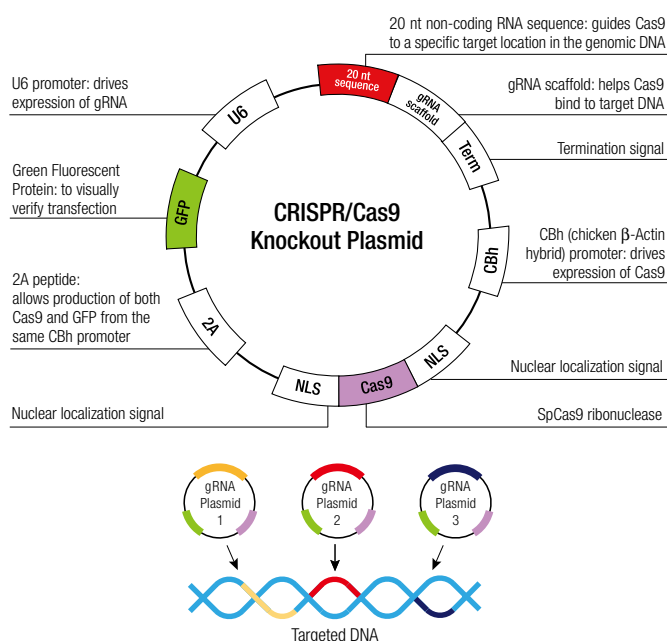 20 nt non-coding RNA sequence: guides Cas9
to a specific target location in the genomic DNA
U6 promoter: drives
expression of gRNA
20 nt
sequence
gRNA
scaffold
gRNA scaffold: helps Cas9
bind to target DNA
U6
Term
Termination signal
Green Fluorescent
Protein: to visually
verify transfection
GFP
CRISPR/Cas9
Knockout Plasmid
CBh
CBh (chicken β-Actin
hybrid) promoter: drives
expression of Cas9
2A peptide:
allows production of both
Cas9 and GFP from the
same CBh promoter
2A
NLS
Cas9
NLS
Nuclear localization signal
Nuclear localization signal
SpCas9 ribonuclease
gRNA
Plasmid
1
gRNA
Plasmid
2
gRNA
Plasmid
3
Targeted DNA